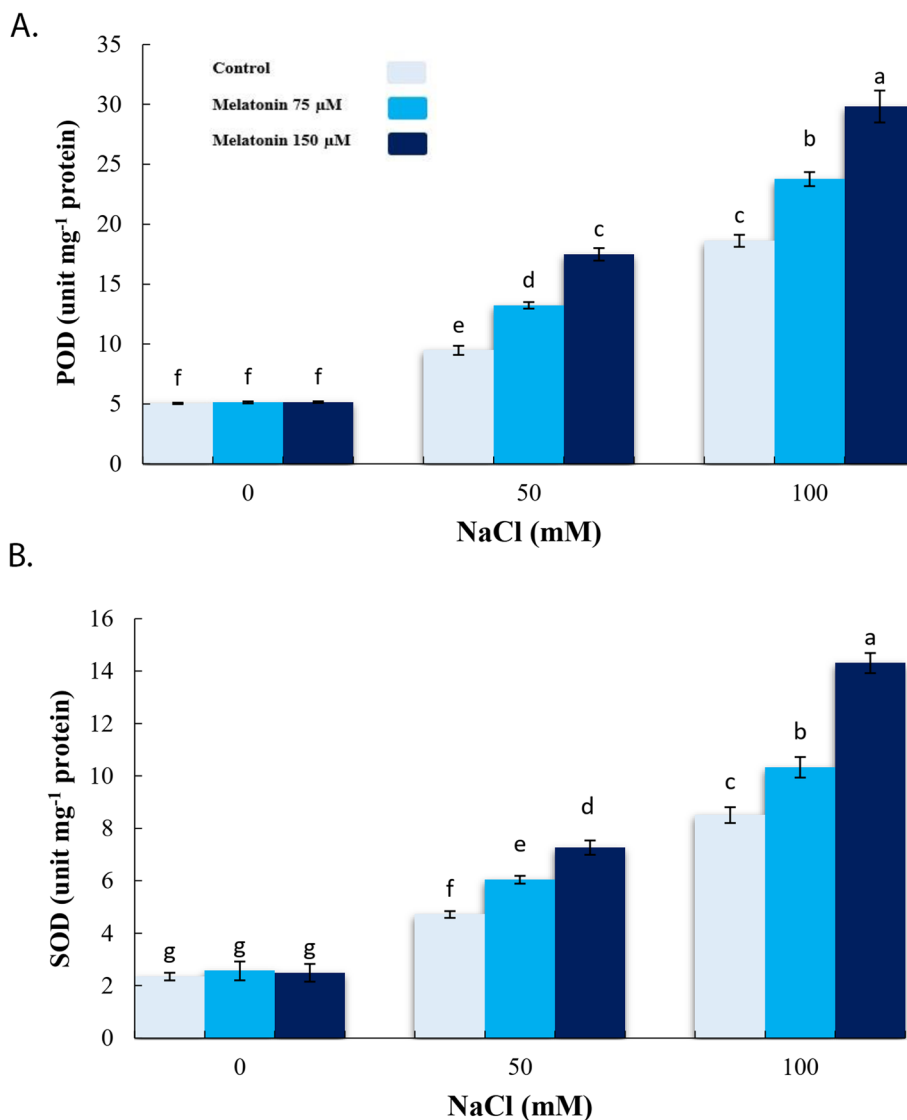 A.
35
30
25
20
15
10
5
0
POD (unit mg⁻¹ protein)
Control
Melatonin 75 µM
Melatonin 150 µM
f
f
f
e
d
c
c
b
a
0
50
100
NaCl (mM)
B.
16
14
12
10
8
6
4
2
0
SOD (unit mg⁻¹ protein)
g
g
g
f
e
d
c
b
a
0
50
100
NaCl (mM)